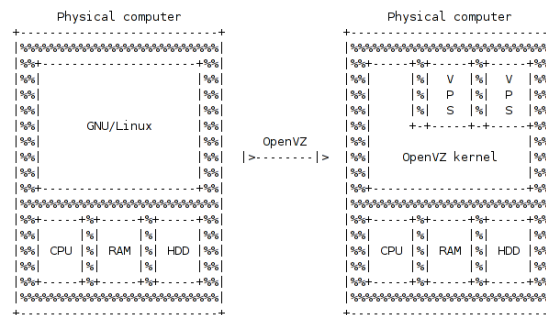 Physical computer Physical computer
V V
P P
GNU/Linux S S
OpenVZ
OpenVZ kernel
CPU RAM HDD CPU RAM HDD